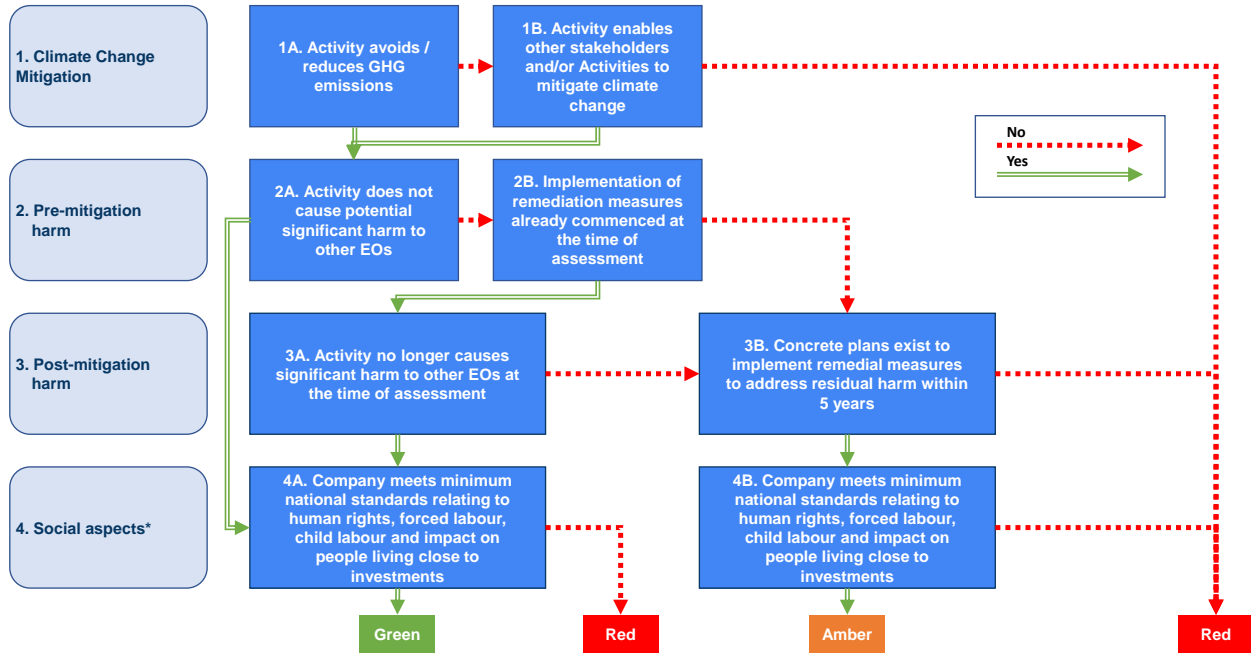 1. Climate Change
Mitigation
1A. Activity avoids /
reduces GHG
emissions
1B. Activity enables
other stakeholders
and/or Activities to
mitigate climate
change
No
Yes
2. Pre-mitigation
harm
2A. Activity does not
cause potential
significant harm to
other EOs
2B. Implementation of
remediation measures
already commenced at
the time of
assessment
3. Post-mitigation
harm
3A. Activity no longer causes
significant harm to other EOs at
the time of assessment
3B. Concrete plans exist to
implement remedial measures
to address residual harm within
5 years
4. Social aspects*
4A. Company meets minimum
national standards relating to
human rights, forced labour,
child labour and impact on
people living close to
investments
4B. Company meets minimum
national standards relating to
human rights, forced labour,
child labour and impact on
people living close to
investments
Green
Red
Amber
Red